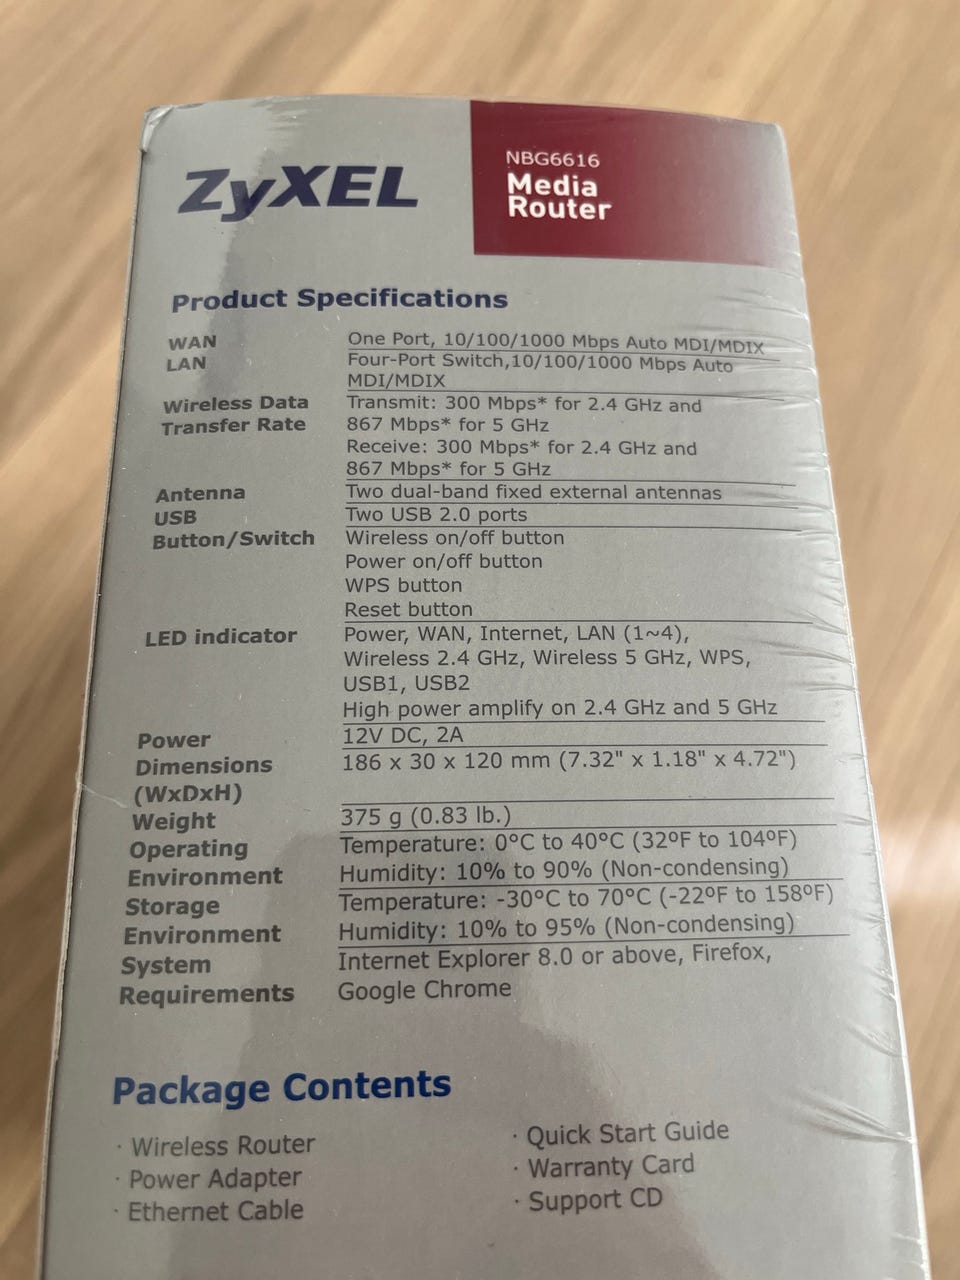 ZyXEL
NBG6616
Media
Router
Product Specifications
WAN One Port, 10/100/1000 Mbps Auto MDI/MDIX
LAN Four-Port Switch,10/100/1000 Mbps Auto
MDI/MDIX
Wireless Data Transmit: 300 Mbps* for 2.4 GHz and
Transfer Rate 867 Mbps* for 5 GHz
Receive: 300 Mbps* for 2.4 GHz and
867 Mbps* for 5 GHz
Antenna Two dual-band fixed external antennas
USB Two USB 2.0 ports
Button/Switch Wireless on/off button
Power on/off button
WPS button
Reset button
LED indicator Power, WAN, Internet, LAN (1~4),
Wireless 2.4 GHz, Wireless 5 GHz, WPS,
USB1, USB2
High power amplify on 2.4 GHz and 5 GHz
Power 12V DC, 2A
Dimensions 186 x 30 x 120 mm (7.32" x 1.18" x 4.72")
(WxDxH)
Weight 375 g (0.83 lb.)
Operating Temperature: 0ºC to 40ºC (32ºF to 104ºF)
Environment Humidity: 10% to 90% (Non-condensing)
Storage Temperature: -30ºC to 70ºC (-22ºF to 158ºF)
Environment Humidity: 10% to 95% (Non-condensing)
System Internet Explorer 8.0 or above, Firefox,
Requirements Google Chrome
Package Contents
· Wireless Router
· Power Adapter
· Ethernet Cable
· Quick Start Guide
· Warranty Card
· Support CD